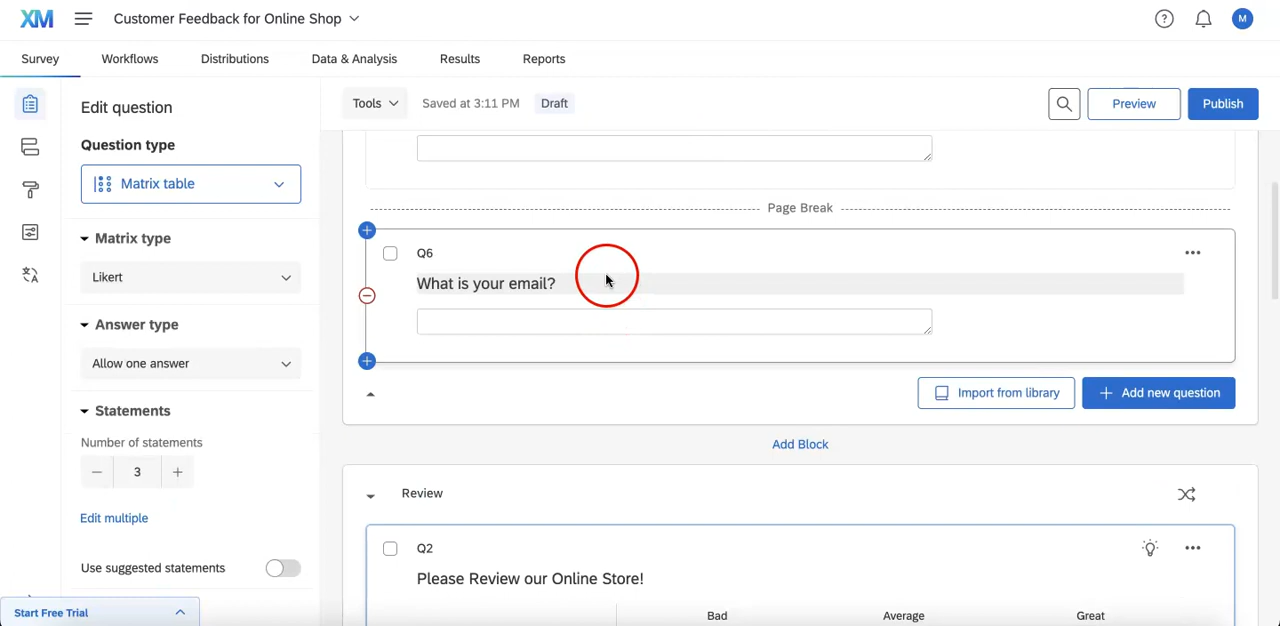 XM
Customer Feedback for Online Shop
M
Survey
Workflows
Distributions
Data & Analysis
Results
Reports
Edit question
Question type
Matrix table
Matrix type
Likert
Answer type
Allow one answer
Statements
Number of statements
3
Edit multiple
Use suggested statements
Start Free Trial
Tools
Saved at 3:11 PM
Draft
Preview
Publish
Page Break
Q6
What is your email?
Import from library
Add new question
Add Block
Review
Q2
Please Review our Online Store!
Bad
Average
Great